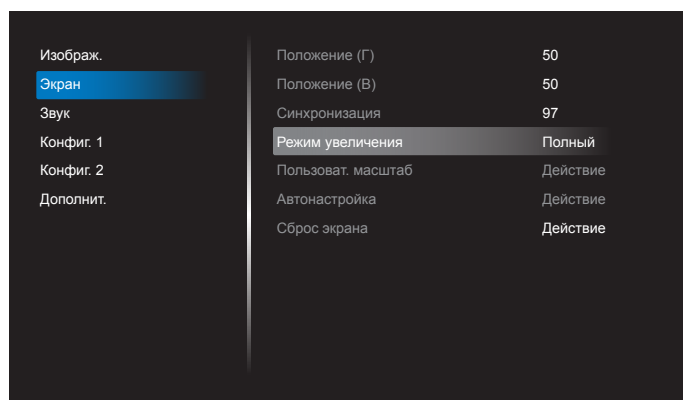 Изображ.
Экран
Звук
Конфиг. 1
Конфиг. 2
Дополнит.
Положение (Г) 50
Положение (В) 50
Синхронизация 97
Режим увеличения Полный
Пользоват. масштаб Действие
Автонастройка Действие
Сброс экрана Действие